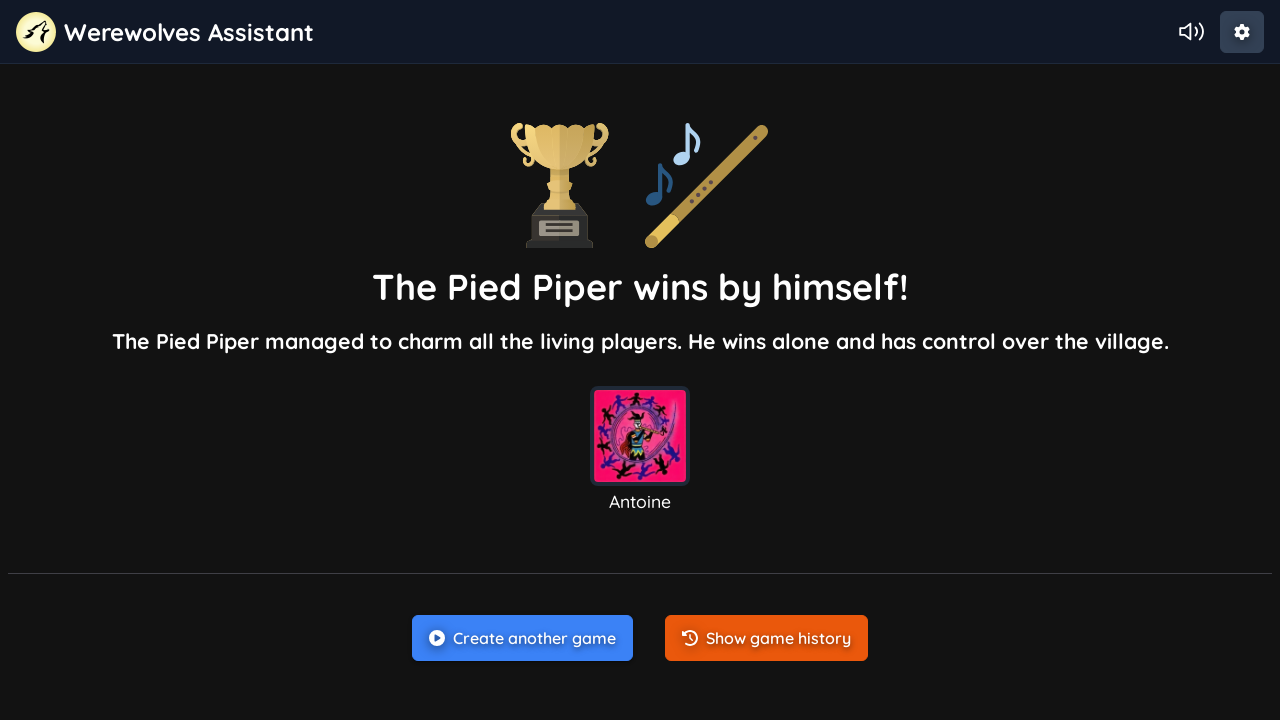 Werewolves Assistant
The Pied Piper wins by himself!
The Pied Piper managed to charm all the living players. He wins alone and has control over the village.
Antoine
Create another game
Show game history